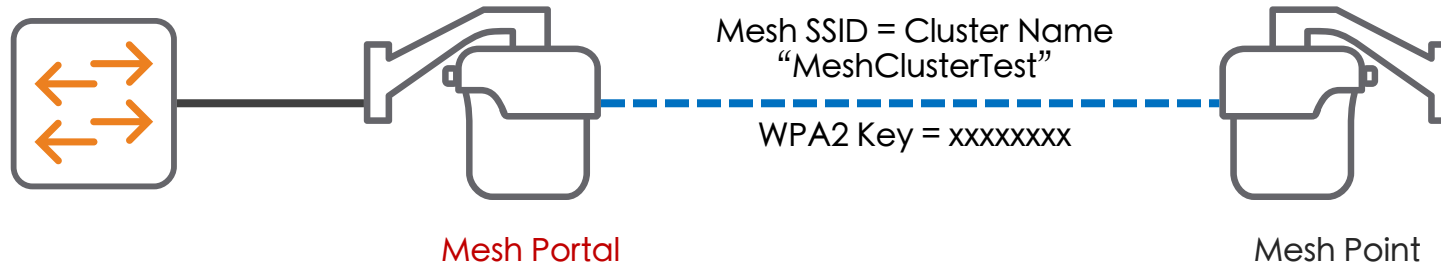 Mesh SSID = Cluster Name
“MeshClusterTest”
WPA2 Key = xxxxxxxx
Mesh Portal
Mesh Point